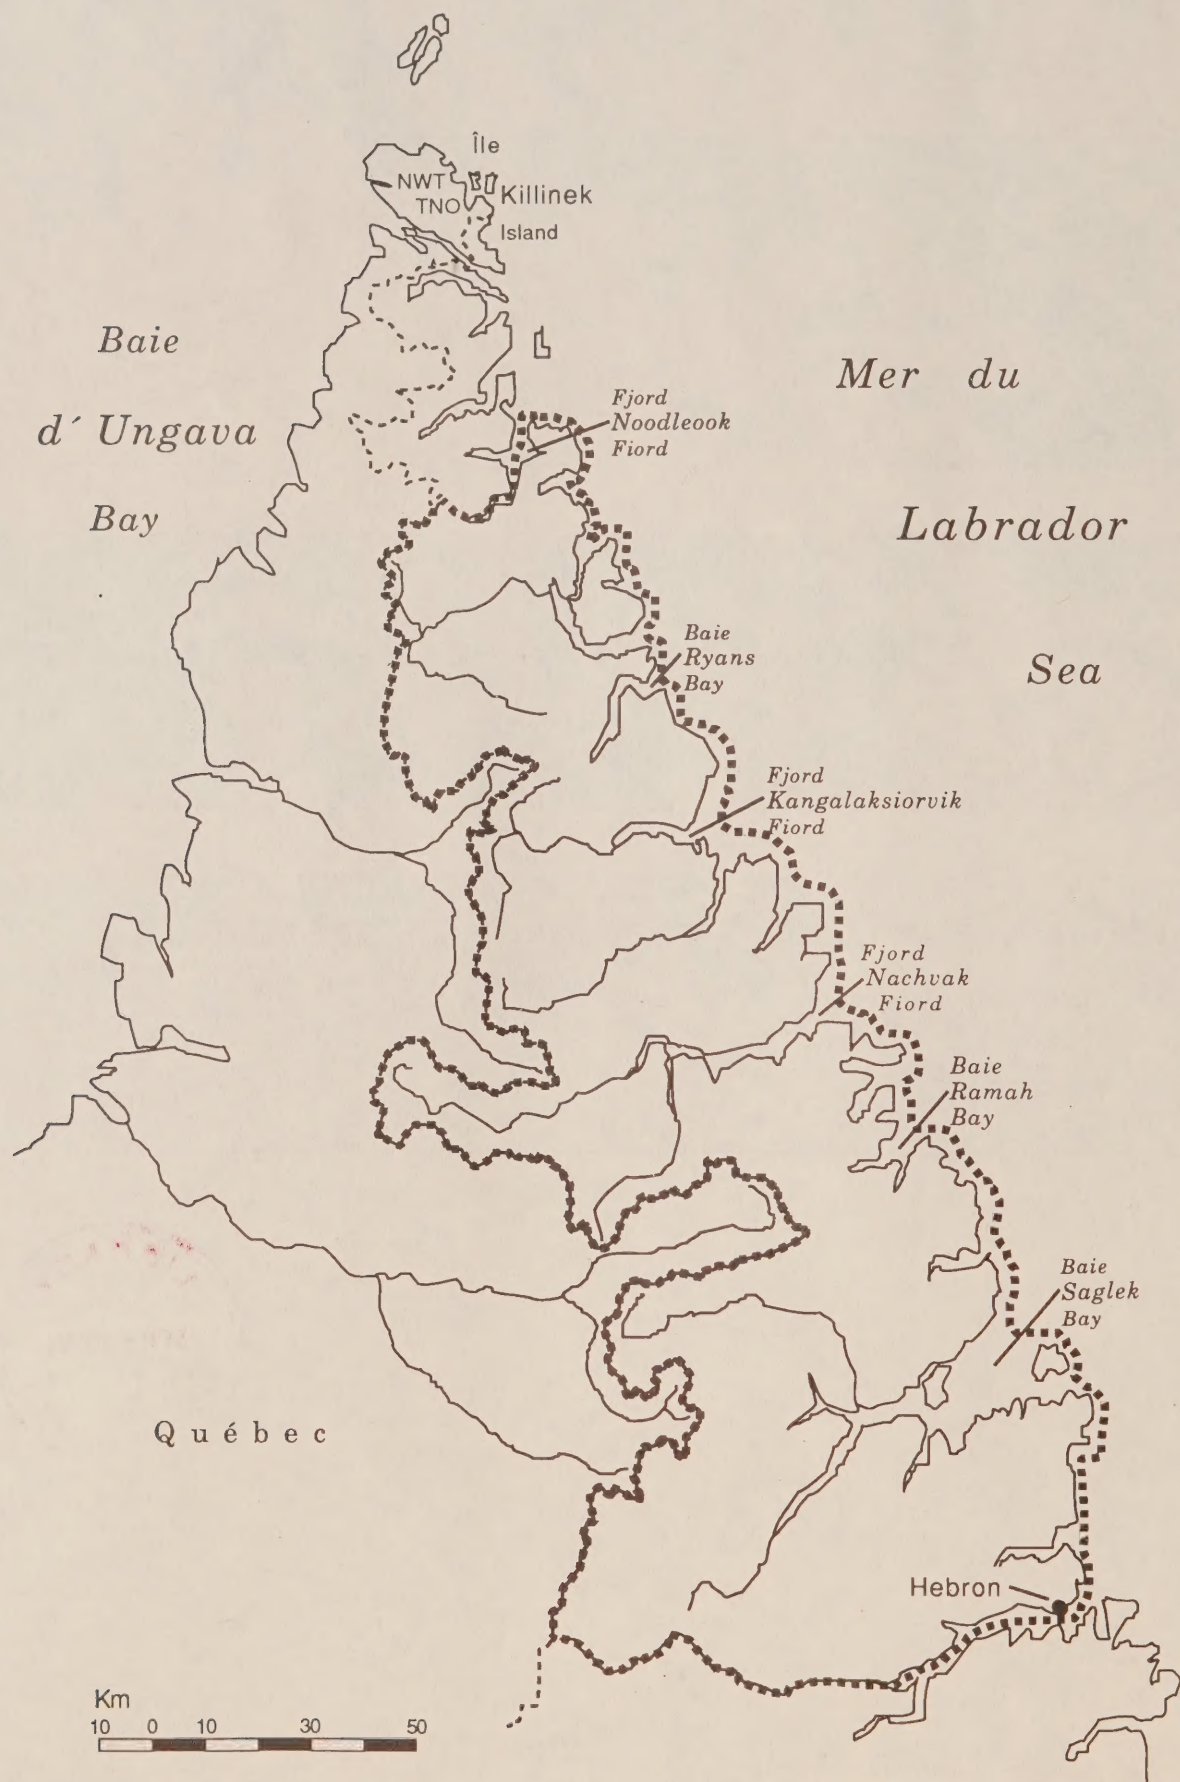 Île
NWT
Killinek
TNO
Island
Baie
d´ Ungava
Bay
Mer du
Labrador
Sea
Fjord
Noodleook
Fiord
Baie
Ryans
Bay
Fjord
Kangalaksiorvik
Fiord
Fjord
Nachvak
Fiord
Baie
Ramah
Bay
Baie
Saglek
Bay
Québec
Hebron
Km
10 0 10 30 50